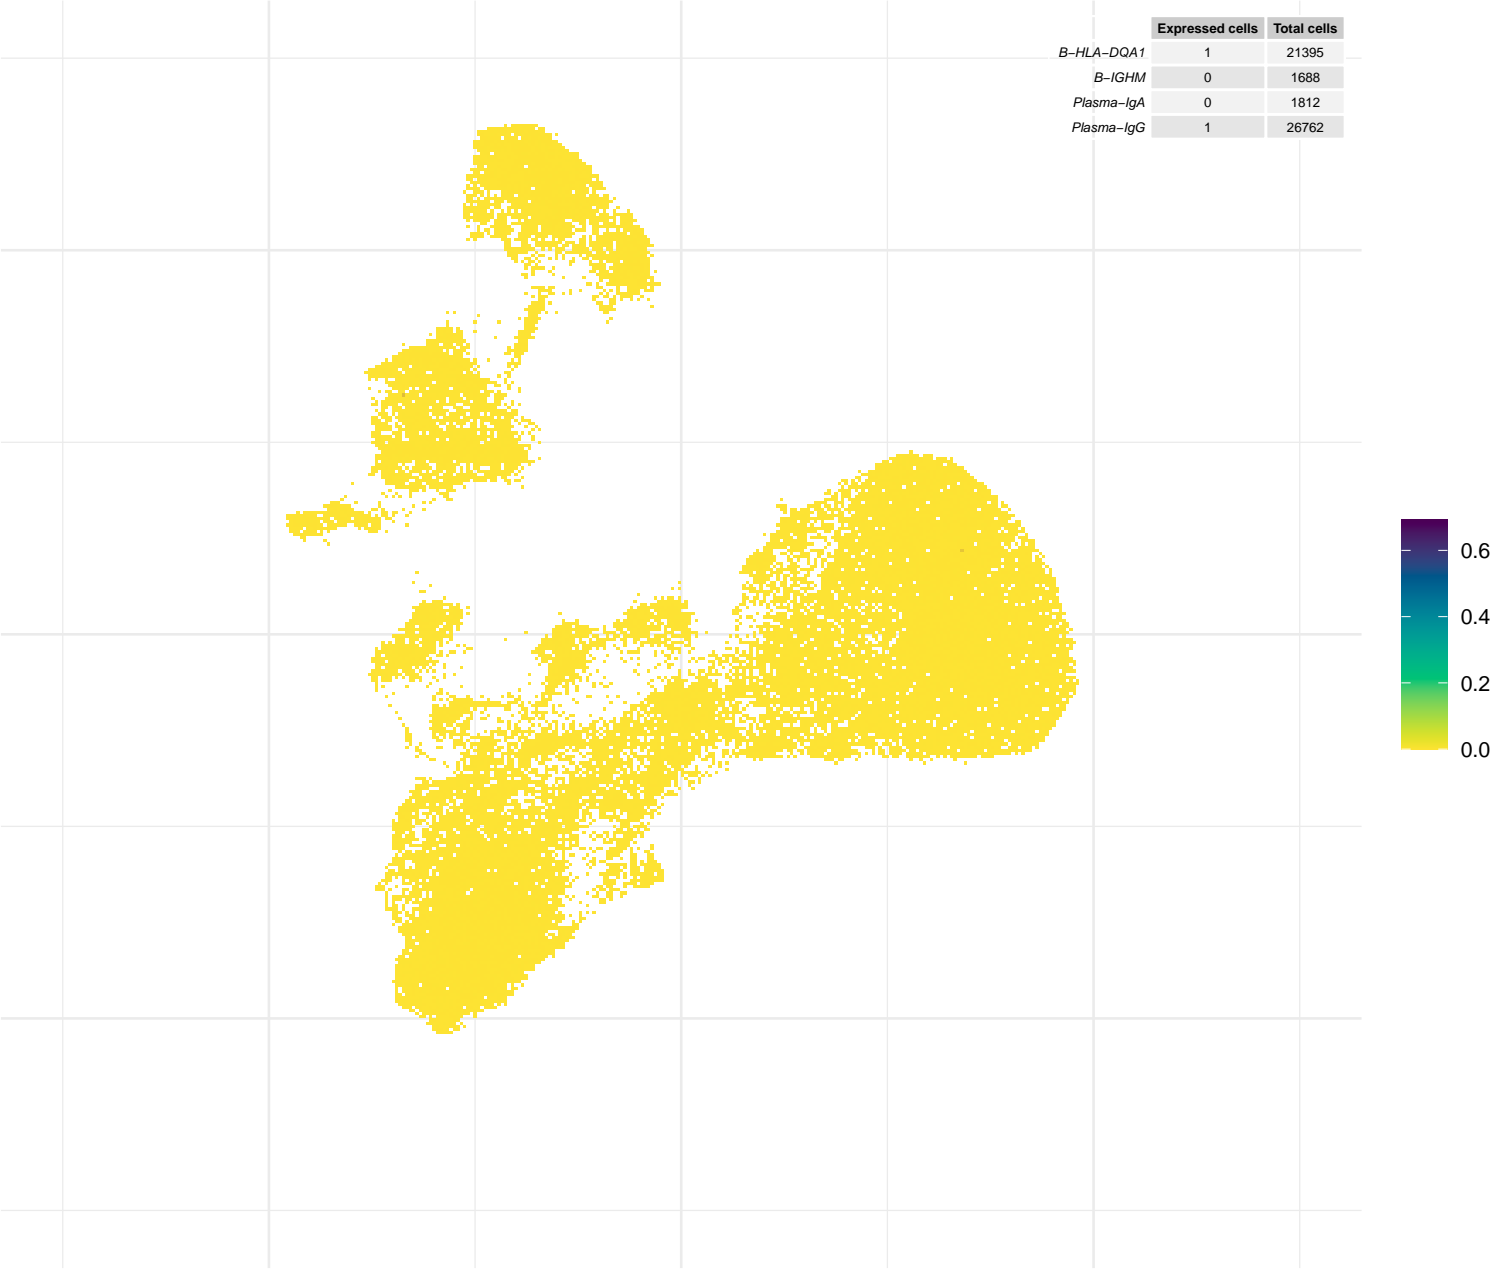 Expressed cells Total cells
B−HLA−DQA1 1 21395
B−IGHM 0 1688
Plasma−IgA 0 1812
Plasma−IgG 1 26762
0.6
0.4
0.2
0.0